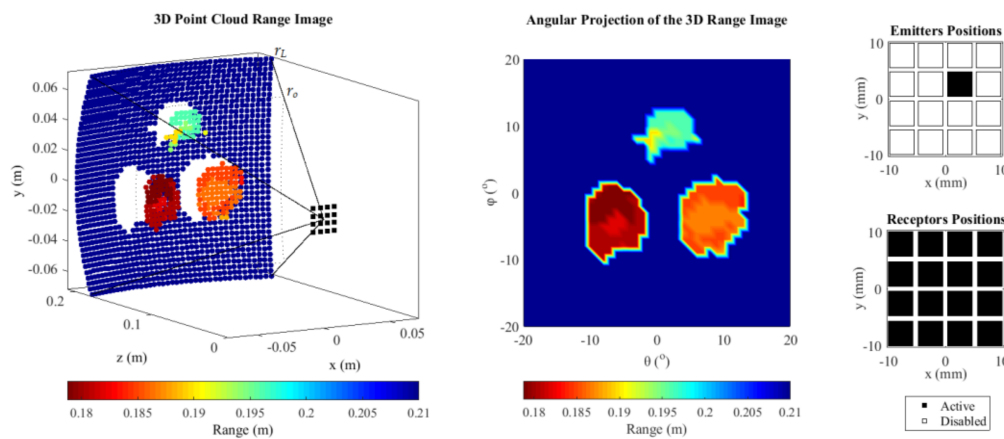 3D Point Cloud Range Image
r_L
r_o
0.06
0.04
0.02
0
-0.02
-0.04
-0.06
y (m)
0.2
0.1
0
z (m)
-0.05
0
0.05
x (m)
0.18 0.185 0.19 0.195 0.2 0.205 0.21
Range (m)
Angular Projection of the 3D Range Image
20
10
0
-10
-20
φ (°)
-20 -10 0 10 20
θ (°)
0.18 0.185 0.19 0.195 0.2 0.205 0.21
Range (m)
Emitters Positions
10
0
-10
y (mm)
-10 0 10
x (mm)
Receptors Positions
10
0
-10
y (mm)
-10 0 10
x (mm)
Active
Disabled